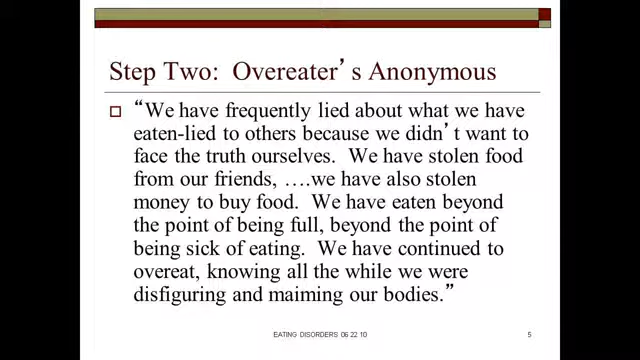 Step Two:  Overeater’s Anonymous
“We have frequently lied about what we have
eaten-lied to others because we didn’t want to
face the truth ourselves.  We have stolen food
from our friends, ….we have also stolen
money to buy food.  We have eaten beyond
the point of being full, beyond the point of
being sick of eating.  We have continued to
overeat, knowing all the while we were
disfiguring and maiming our bodies.”
EATING DISORDERS 06 22 10
5